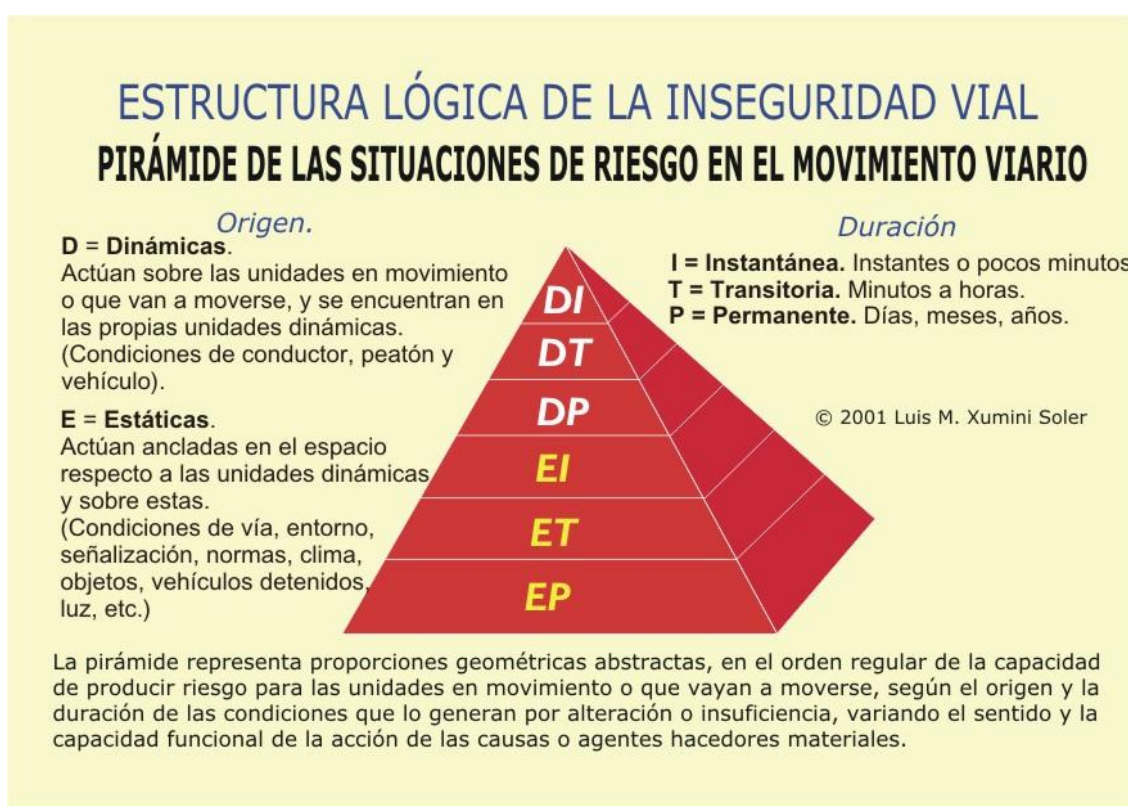 ESTRUCTURA LÓGICA DE LA INSEGURIDAD VIAL
PIRÁMIDE DE LAS SITUACIONES DE RIESGO EN EL MOVIMIENTO VIARIO
Origen.
D = Dinámicas.
Actúan sobre las unidades en movimiento
o que van a moverse, y se encuentran en
las propias unidades dinámicas.
(Condiciones de conductor, peatón y
vehículo).
E = Estáticas.
Actúan ancladas en el espacio
respecto a las unidades dinámicas
y sobre estas.
(Condiciones de vía, entorno,
señalización, normas, clima,
objetos, vehículos detenidos,
luz, etc.)
DI
DT
DP
EI
ET
EP
Duración
I = Instantánea. Instantes o pocos minutos
T = Transitoria. Minutos a horas.
P = Permanente. Días, meses, años.
© 2001 Luis M. Xumini Soler
La pirámide representa proporciones geométricas abstractas, en el orden regular de la capacidad
de producir riesgo para las unidades en movimiento o que vayan a moverse, según el origen y la
duración de las condiciones que lo generan por alteración o insuficiencia, variando el sentido y la
capacidad funcional de la acción de las causas o agentes hacedores materiales.